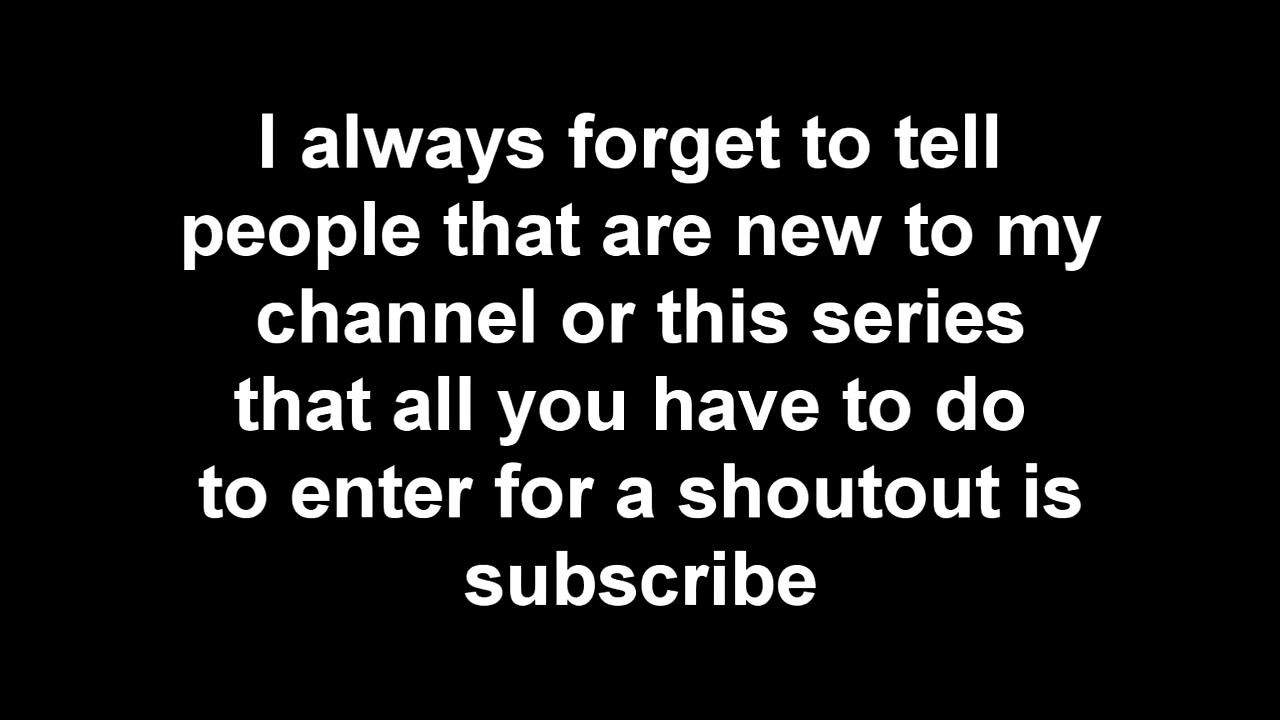 I always forget to tell
people that are new to my
channel or this series
that all you have to do
to enter for a shoutout is
subscribe